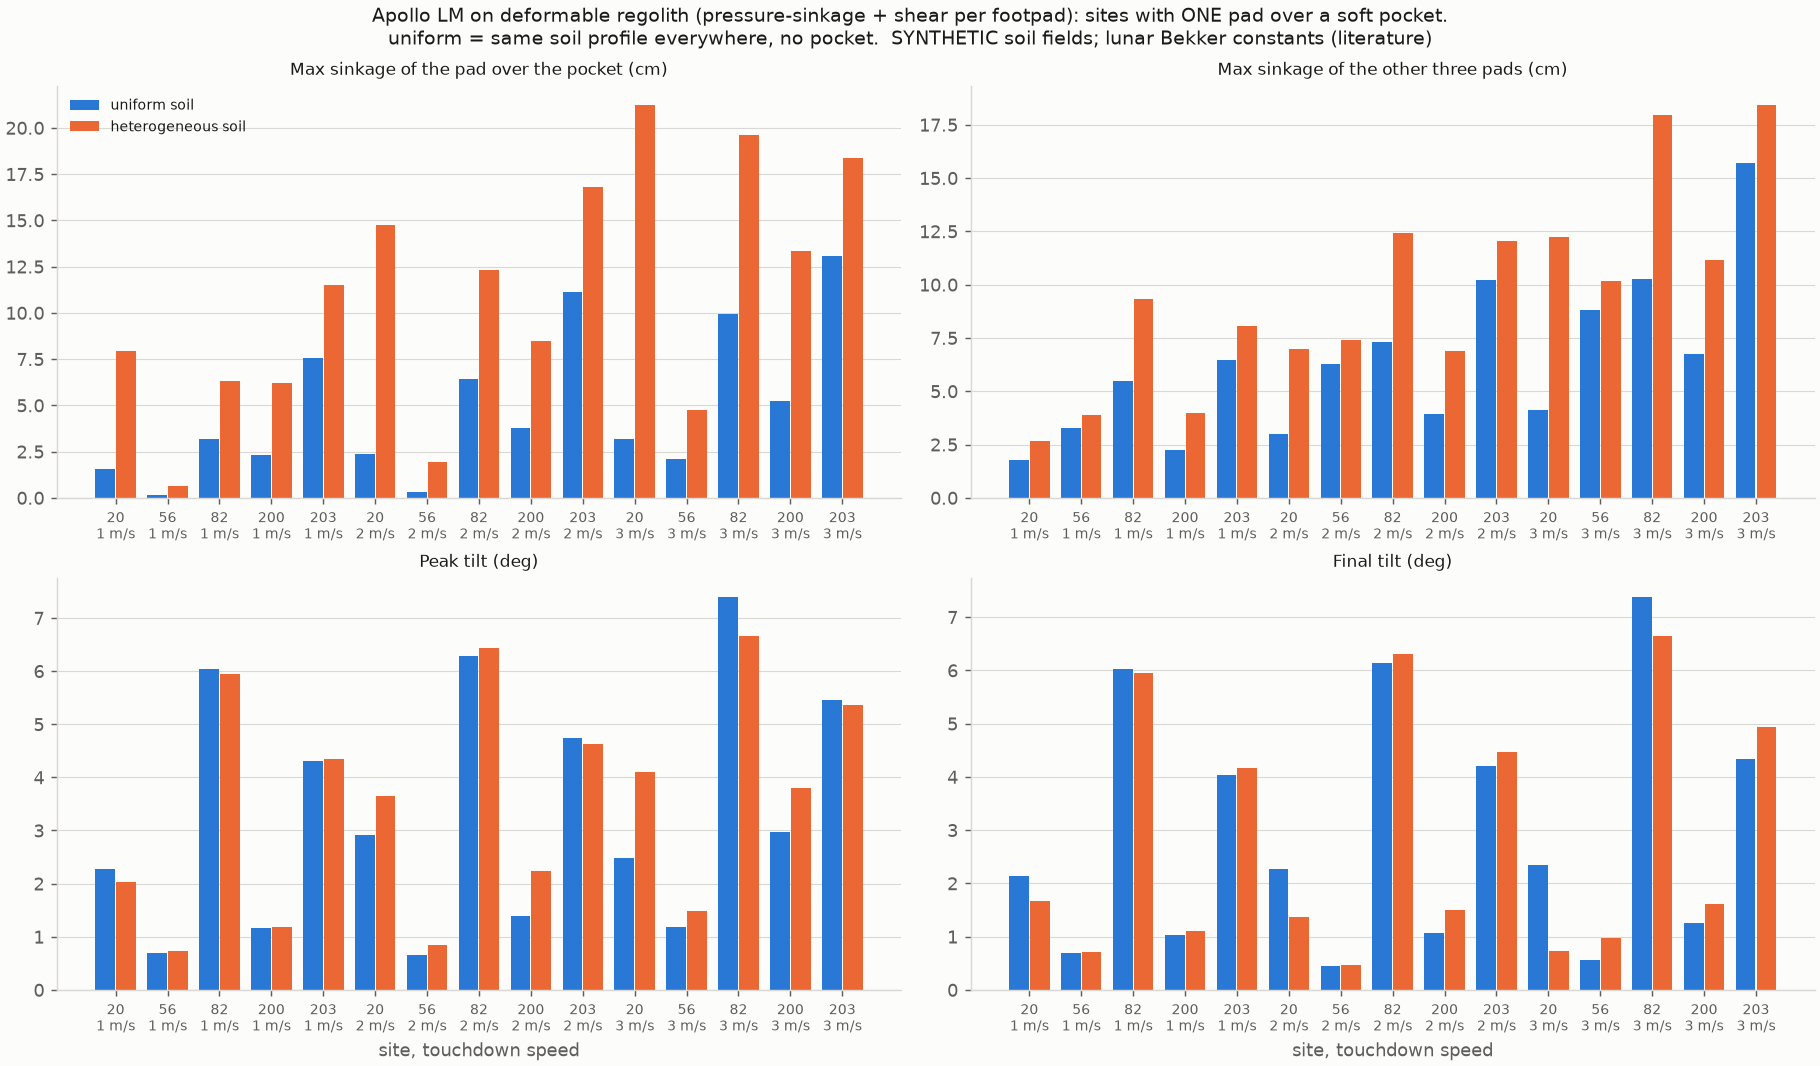 Apollo LM on deformable regolith (pressure-sinkage + shear per footpad): sites with ONE pad over a soft pocket.
uniform = same soil profile everywhere, no pocket.  SYNTHETIC soil fields; lunar Bekker constants (literature)
Max sinkage of the pad over the pocket (cm)
uniform soil
heterogeneous soil
20.0
17.5
15.0
12.5
10.0
7.5
5.0
2.5
0.0
20 56 82 200 203 20 56 82 200 203 20 56 82 200 203
1 m/s 1 m/s 1 m/s 1 m/s 1 m/s 2 m/s 2 m/s 2 m/s 2 m/s 2 m/s 3 m/s 3 m/s 3 m/s 3 m/s 3 m/s
Max sinkage of the other three pads (cm)
17.5
15.0
12.5
10.0
7.5
5.0
2.5
0.0
20 56 82 200 203 20 56 82 200 203 20 56 82 200 203
1 m/s 1 m/s 1 m/s 1 m/s 1 m/s 2 m/s 2 m/s 2 m/s 2 m/s 2 m/s 3 m/s 3 m/s 3 m/s 3 m/s 3 m/s
Peak tilt (deg)
7
6
5
4
3
2
1
0
20 56 82 200 203 20 56 82 200 203 20 56 82 200 203
1 m/s 1 m/s 1 m/s 1 m/s 1 m/s 2 m/s 2 m/s 2 m/s 2 m/s 2 m/s 3 m/s 3 m/s 3 m/s 3 m/s 3 m/s
site, touchdown speed
Final tilt (deg)
7
6
5
4
3
2
1
0
20 56 82 200 203 20 56 82 200 203 20 56 82 200 203
1 m/s 1 m/s 1 m/s 1 m/s 1 m/s 2 m/s 2 m/s 2 m/s 2 m/s 2 m/s 3 m/s 3 m/s 3 m/s 3 m/s 3 m/s
site, touchdown speed